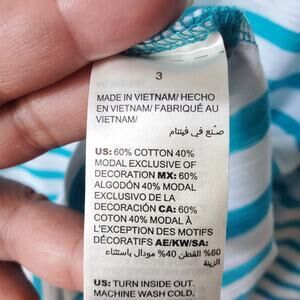 3
MADE IN VIETNAM/ HECHO
EN VIETNAM/ FABRIQUÉ AU
VIETNAM/
صنع في فيتنام
US: 60% COTTON 40%
MODAL EXCLUSIVE OF
DECORATION MX: 60%
ALGODÓN 40% MODAL
EXCLUSIVO DE LA
DECORACIÓN CA: 60%
COTON 40% MODAL À
L'EXCEPTION DES MOTIFS
DÉCORATIFS AE/KW/SA:
60% القطن 40% مودال باستثناء
الزينة
US: TURN INSIDE OUT.
MACHINE WASH COLD,